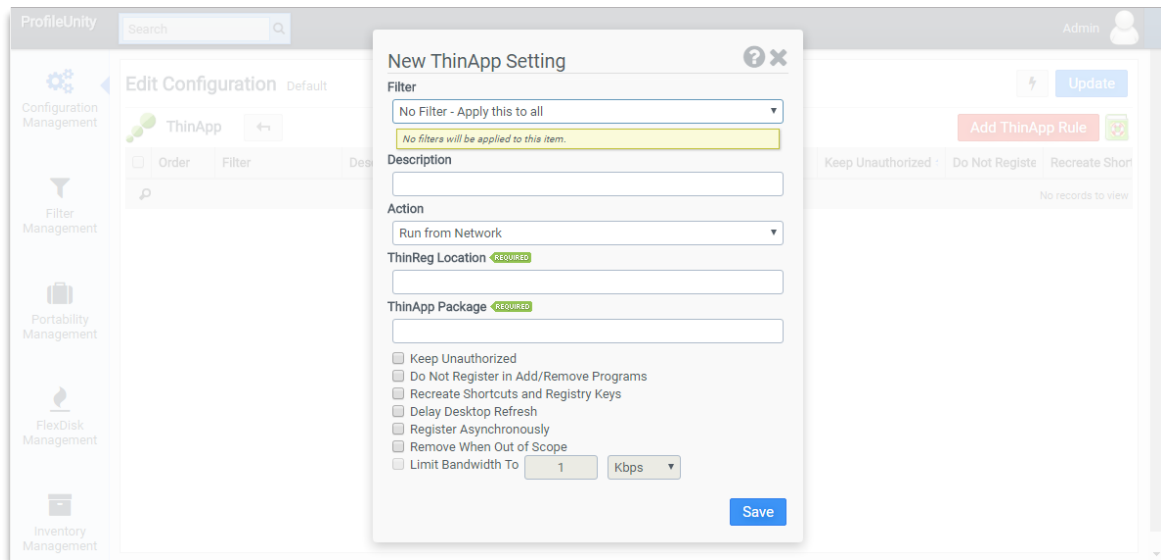 ProfileUnity
Search
Admin
Configuration
Management
Filter
Management
Portability
Management
FlexDisk
Management
Inventory
Management
Edit Configuration Default
Update
ThinApp
Add ThinApp Rule
Order Filter Des Keep Unauthorized Do Not Registe Recreate Short
No records to view
New ThinApp Setting
Filter
No Filter - Apply this to all
No filters will be applied to this item.
Description
Action
Run from Network
ThinReg Location REQUIRED
ThinApp Package REQUIRED
Keep Unauthorized
Do Not Register in Add/Remove Programs
Recreate Shortcuts and Registry Keys
Delay Desktop Refresh
Register Asynchronously
Remove When Out of Scope
Limit Bandwidth To 1 Kbps
Save